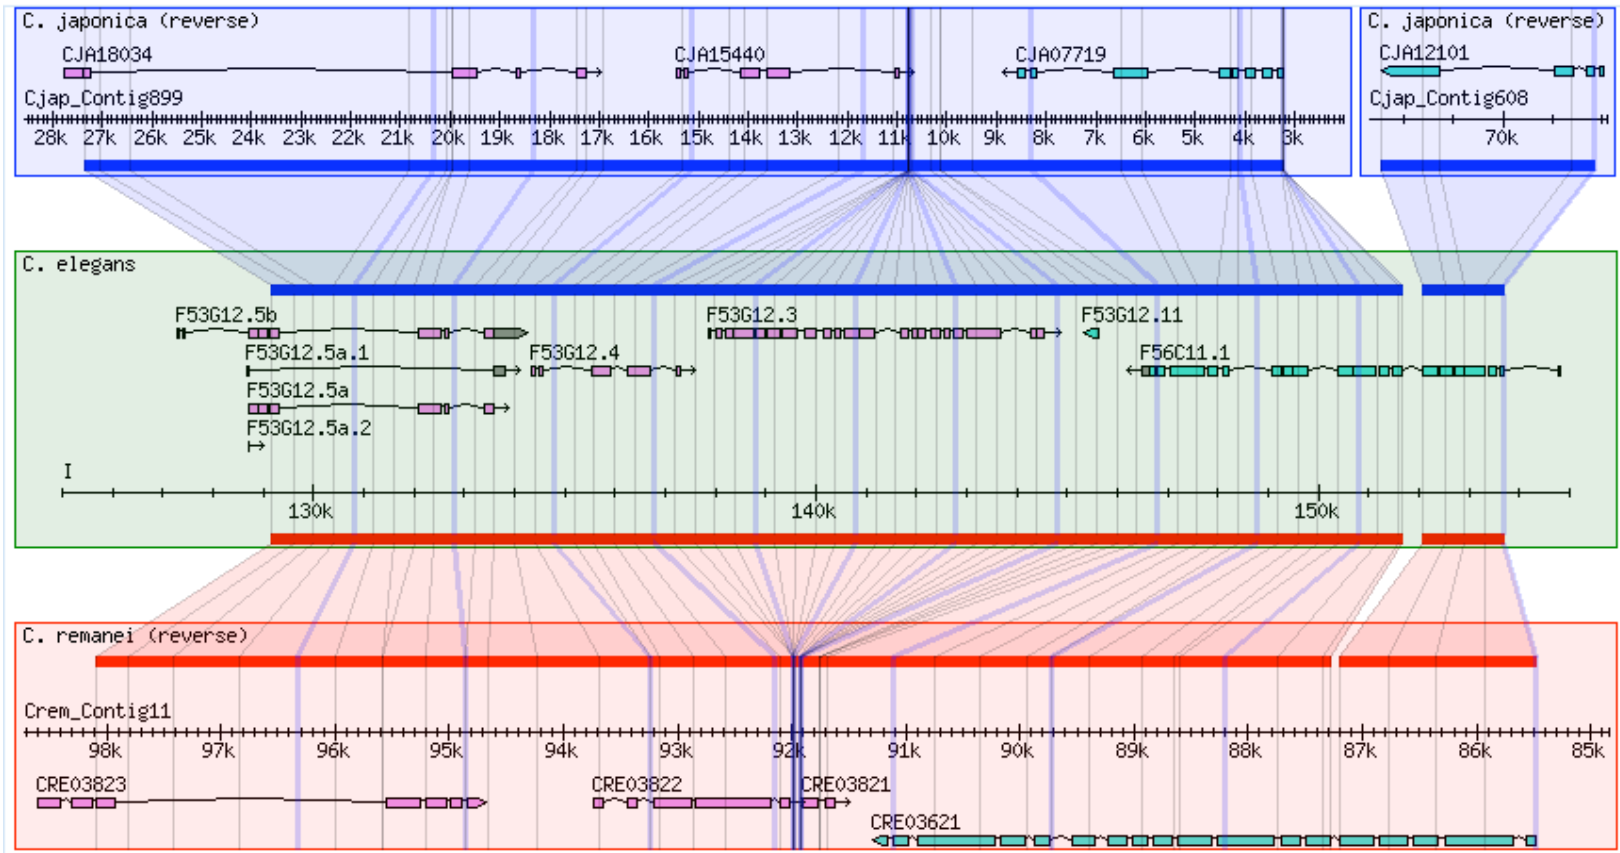 C. japonica (reverse)
CJA18034 CJA15440 CJA07719
Cjap_Contig899
28k 27k 26k 25k 24k 23k 22k 21k 20k 19k 18k 17k 16k 15k 14k 13k 12k 11k 10k 9k 8k 7k 6k 5k 4k 3k
C. japonica (reverse)
CJA12101
Cjap_Contig608
70k
C. elegans
F53G12.5b F53G12.3 F53G12.11
F53G12.5a.1 F53G12.4 F56C11.1
F53G12.5a
F53G12.5a.2
I
130k 140k 150k
C. remanei (reverse)
Crem_Contig11
98k 97k 96k 95k 94k 93k 92k 91k 90k 89k 88k 87k 86k 85k
CRE03823 CRE03822 CRE03821
CRE03621